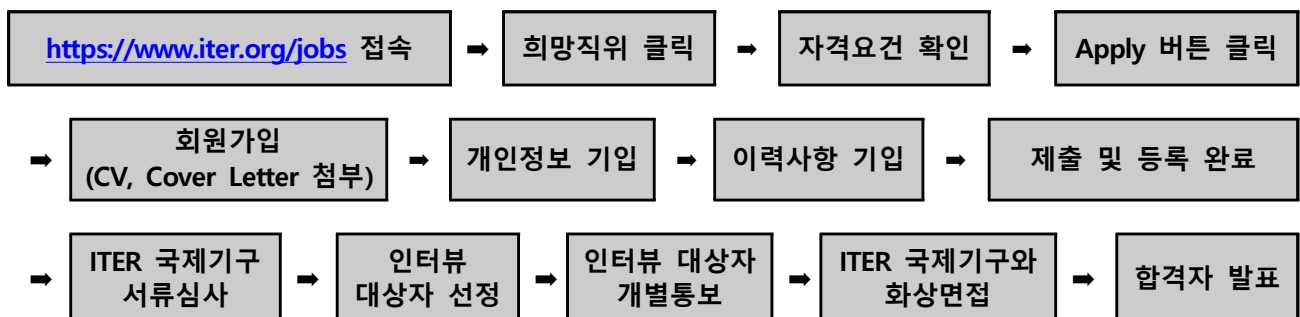 https://www.iter.org/jobs 접속 ➡ 희망직위 클릭 ➡ 자격요건 확인 ➡ Apply 버튼 클릭
➡ 회원가입
(CV, Cover Letter 첨부) ➡ 개인정보 기입 ➡ 이력사항 기입 ➡ 제출 및 등록 완료
➡ ITER 국제기구
서류심사 ➡ 인터뷰
대상자 선정 ➡ 인터뷰 대상자
개별통보 ➡ ITER 국제기구와
화상면접 ➡ 합격자 발표